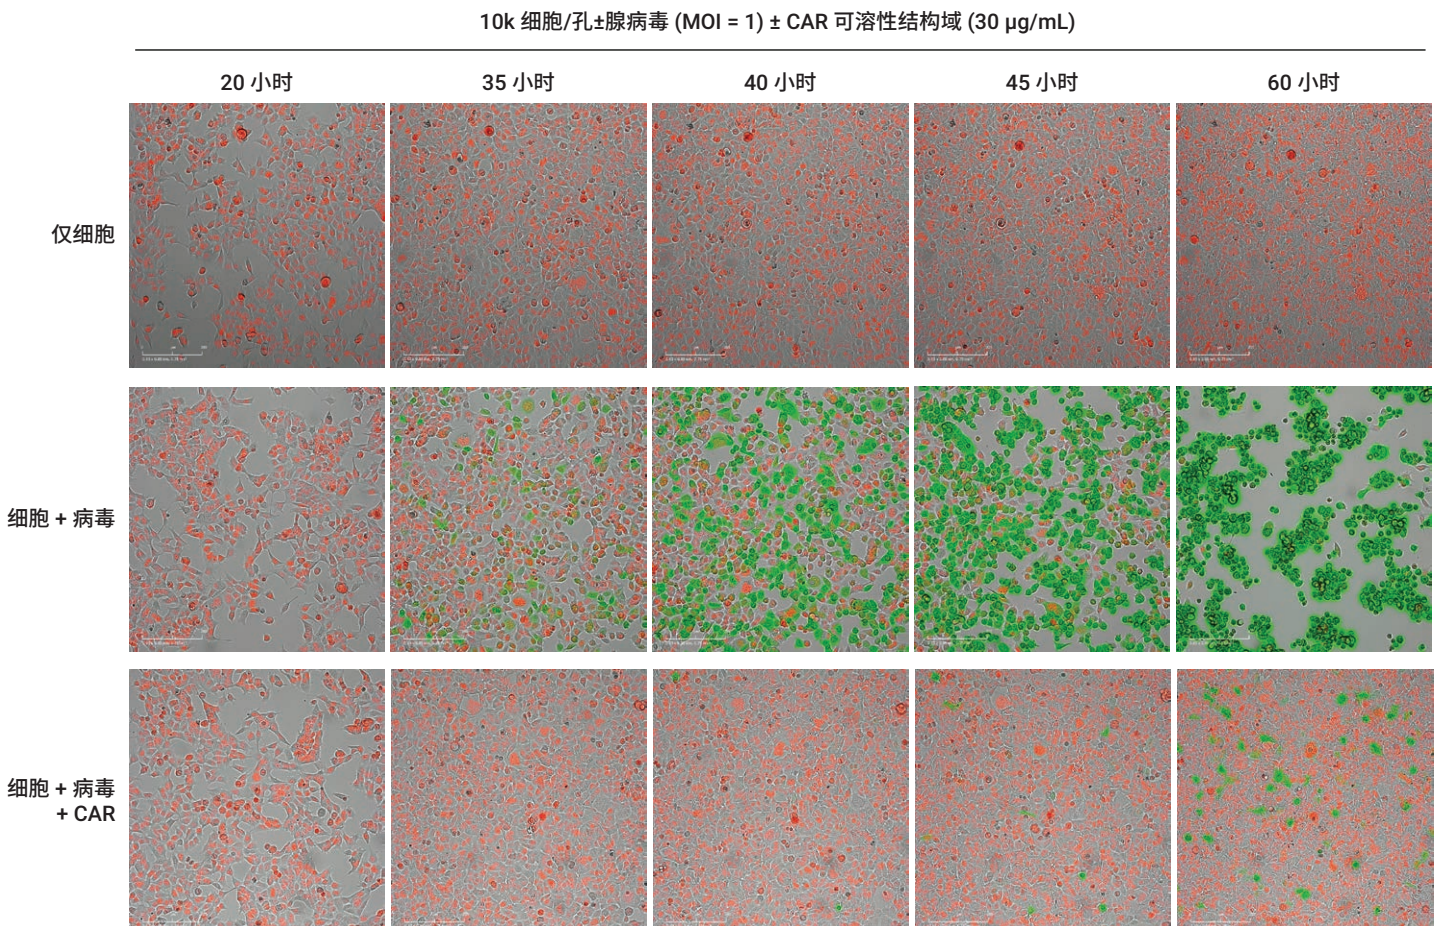 10k 细胞/孔±腺病毒 (MOI = 1) ± CAR 可溶性结构域 (30 µg/mL)
20 小时
35 小时
40 小时
45 小时
60 小时
仅细胞
细胞 + 病毒
细胞 + 病毒
+ CAR